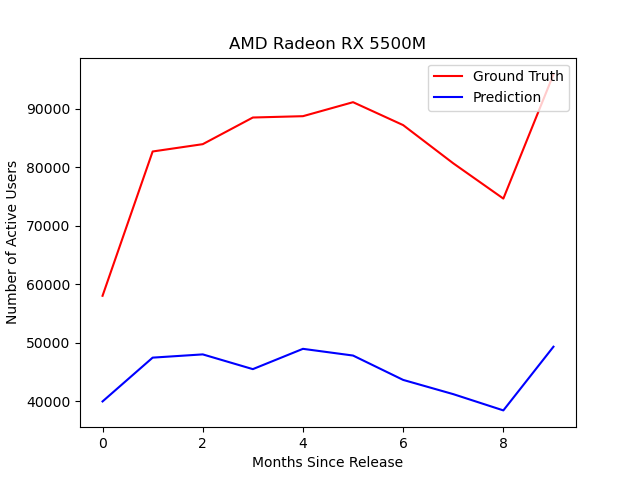 AMD Radeon RX 5500M
Ground Truth
Prediction
90000
80000
70000
60000
50000
40000
Number of Active Users
0 2 4 6 8
Months Since Release